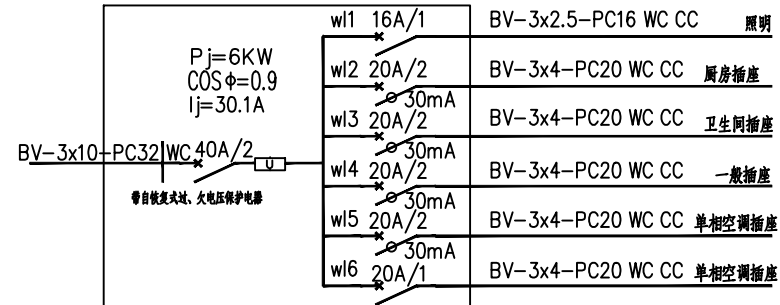 wl1 16A/1 BV-3x2.5-PC16 WC CC 照明
Pj=6KW
COSφ=0.9
Ij=30.1A
wl2 20A/2 BV-3x4-PC20 WC CC 厨房插座
30mA
wl3 20A/2 BV-3x4-PC20 WC CC 卫生间插座
30mA
BV-3x10-PC32 WC 40A/2 U
带自恢复式过、欠电压保护电器
wl4 20A/2 BV-3x4-PC20 WC CC 一般插座
30mA
wl5 20A/2 BV-3x4-PC20 WC CC 单相空调插座
30mA
wl6 20A/1 BV-3x4-PC20 WC CC 单相空调插座